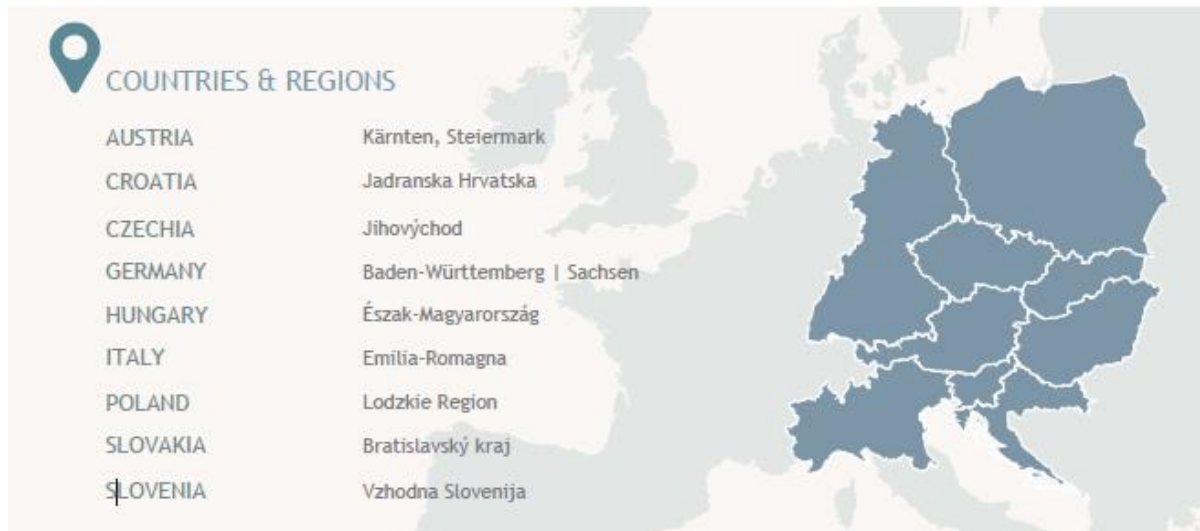 COUNTRIES & REGIONS
AUSTRIA Kärnten, Steiermark
CROATIA Jadranska Hrvatska
CZECHIA Jihovýchod
GERMANY Baden-Württemberg | Sachsen
HUNGARY Észak-Magyarország
ITALY Emilia-Romagna
POLAND Lodzkie Region
SLOVAKIA Bratislavský kraj
SLOVENIA Vzhodna Slovenija